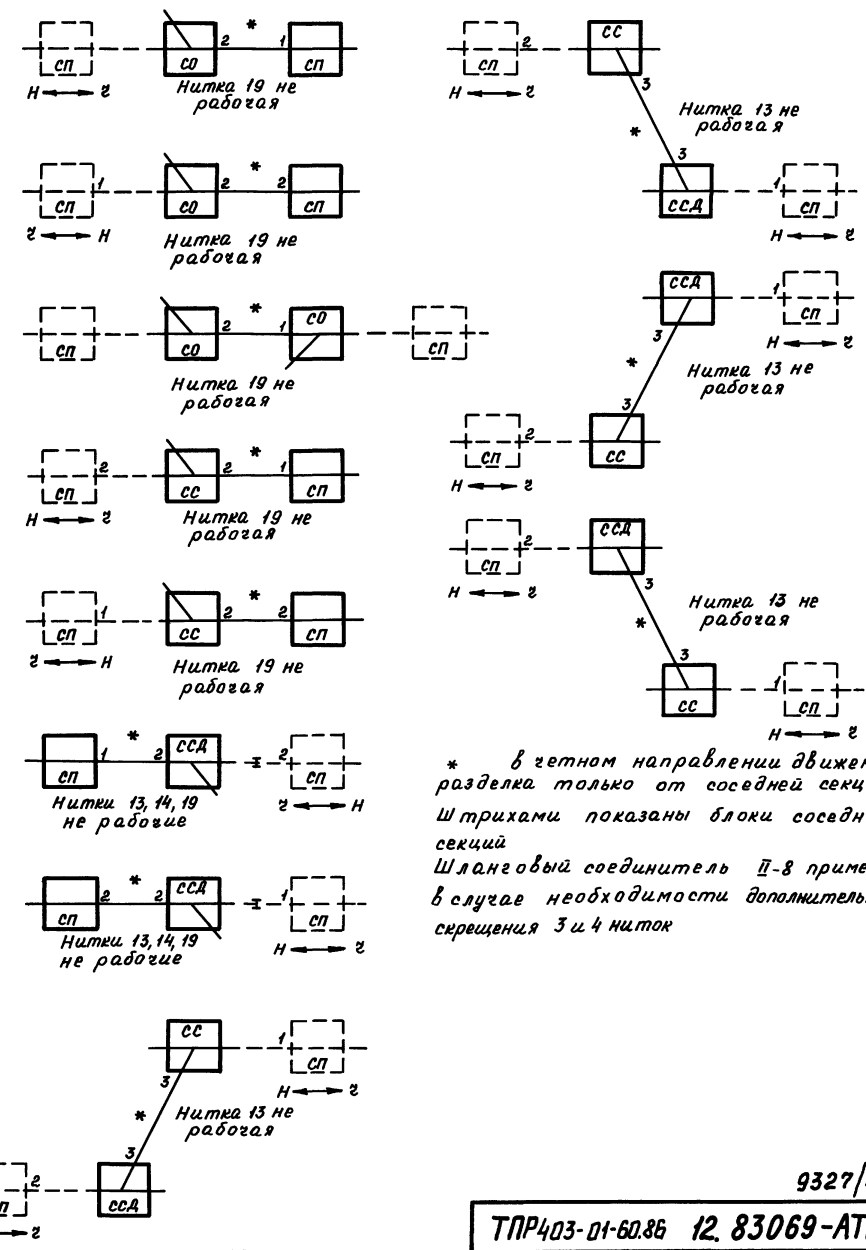 *
2 1
СП СО СП
Н ч
Нитка 19 не
рабочая
*
1 2 2
СП СО СП
ч Н
Нитка 19 не
рабочая
*
СО
2 1
СП СО СП
Нитка 19 не
рабочая
*
2 2 1
СП СС СП
Н ч
Нитка 19 не
рабочая
*
1 2 2
СП СС СП
ч Н
Нитка 19 не
рабочая
*
ССД
1 2 2
СП СП
Нитки 13, 14, 19
не рабочие
ч Н
*
ССД
2 2 1
СП СП
Нитки 13, 14, 19
не рабочие
Н ч
СС
1
СП
3
Н ч
*
Нитка 13 не
рабочая
3
2
ССД
ч
СС
2
СП
Н ч
3
Нитка 13 не
рабочая
*
3
1
ССД СП
Н ч
ССД
1
СП
3
Н ч
*
Нитка 13 не
рабочая
3
2
СП СС
Н ч
ССД
2
СП
Н ч
3
Нитка 13 не
рабочая
*
3
1
СС СП
Н ч
* В четном направлении движен
разделка только от соседней секц
Штрихами показаны блоки соседн
секций
Шланговый соединитель II-8 приме
в случае необходимости дополнитель
скрещения 3 и 4 ниток
9327/
ТПР403-01-60.86 12. 83069-АТ